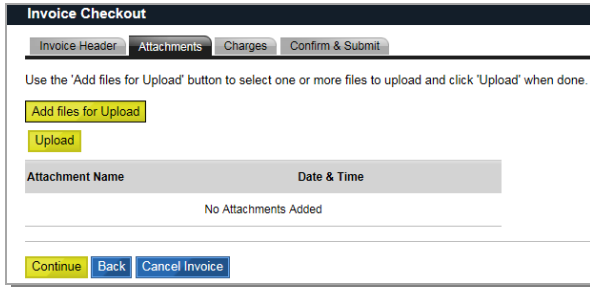 Invoice Checkout
Invoice Header Attachments Charges Confirm & Submit
Use the 'Add files for Upload' button to select one or more files to upload and click 'Upload' when done.
Add files for Upload
Upload
Attachment Name Date & Time
No Attachments Added
Continue Back Cancel Invoice